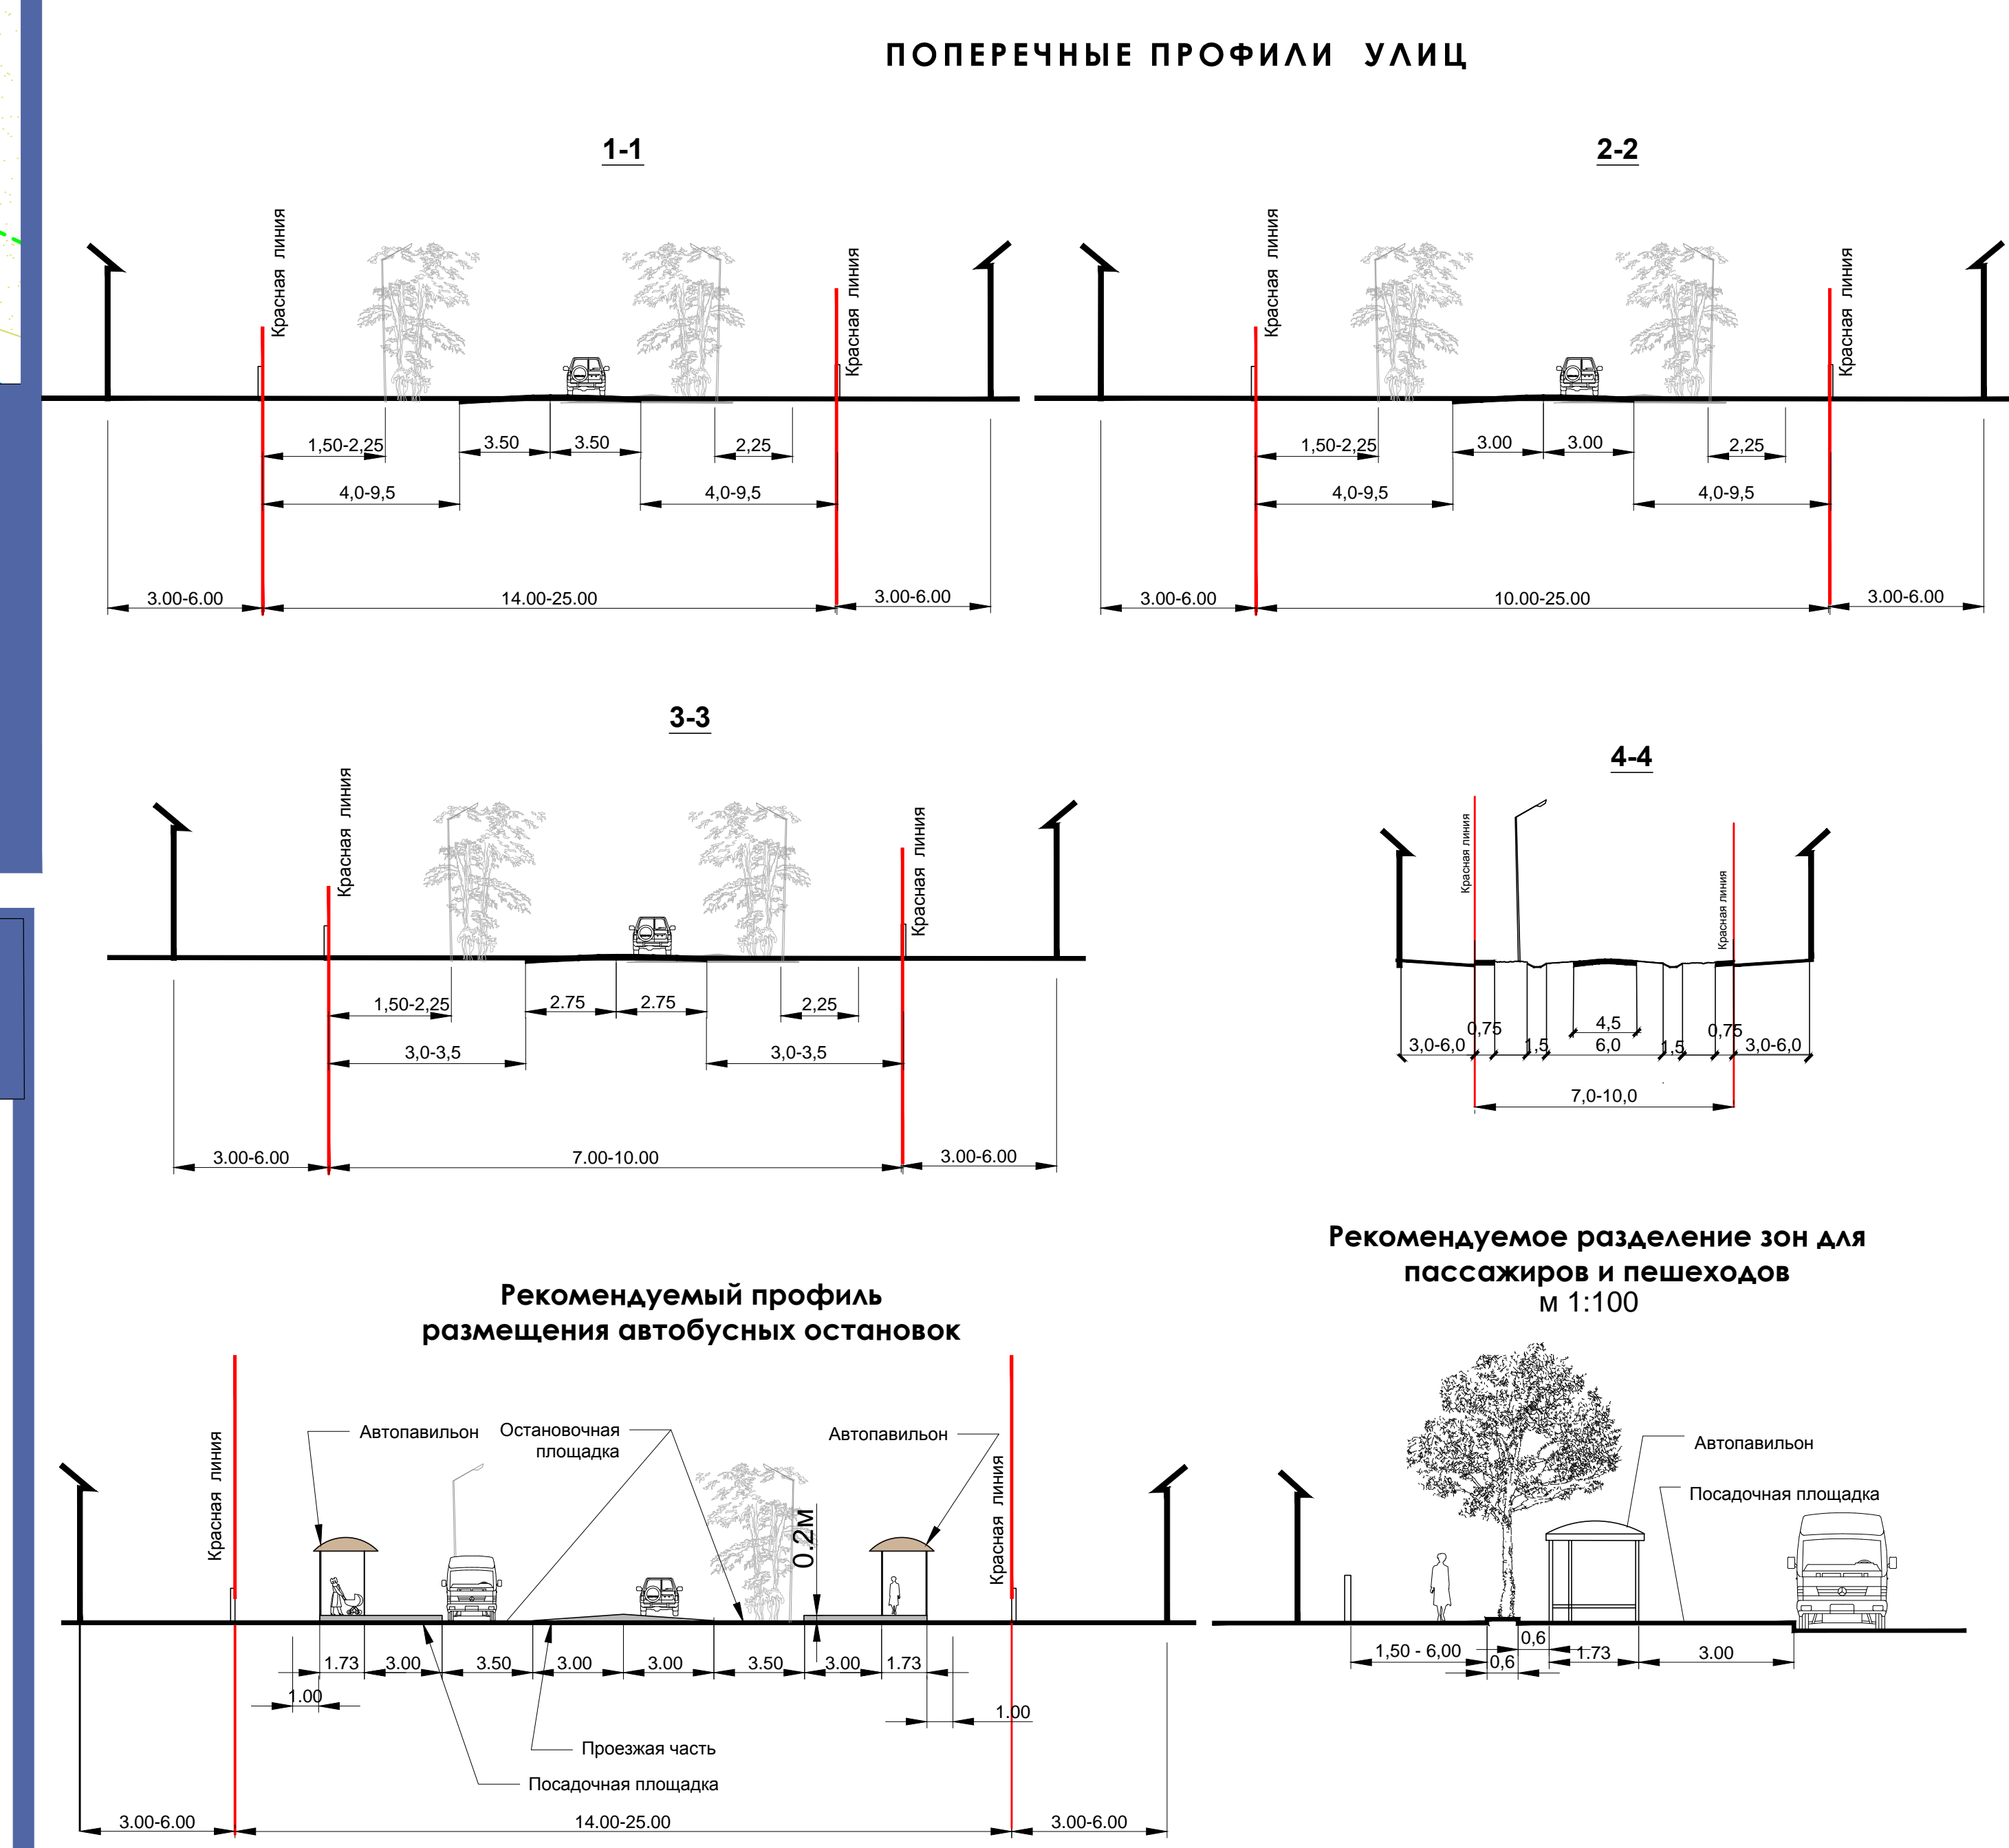 ПОПЕРЕЧНЫЕ ПРОФИЛИ УЛИЦ
1-1
Красная линия
Красная линия
1,50-2,25
3.50
3.50
2,25
4,0-9,5
4,0-9,5
3.00-6.00
14.00-25.00
3.00-6.00
2-2
Красная линия
Красная линия
1,50-2,25
3.00
3.00
2,25
4,0-9,5
4,0-9,5
3.00-6.00
10.00-25.00
3.00-6.00
3-3
Красная линия
Красная линия
1,50-2,25
2.75
2.75
2,25
3,0-3,5
3,0-3,5
3.00-6.00
7.00-10.00
3.00-6.00
4-4
Красная линия
Красная линия
0,75
4,5
0,75
3,0-6,0
1,5
6,0
1,5
3,0-6,0
7,0-10,0
Рекомендуемый профиль
размещения автобусных остановок
Красная линия
Автопавильон
Остановочная
площадка
Автопавильон
Красная линия
0.2м
1.73
3.00
3.50
3.00
3.00
3.50
3.00
1.73
1.00
1.00
Проезжая часть
Посадочная площадка
3.00-6.00
14.00-25.00
3.00-6.00
Рекомендуемое разделение зон для
пассажиров и пешеходов
м 1:100
Автопавильон
Посадочная площадка
1,50 - 6,00
0,6
0,6
1.73
3.00